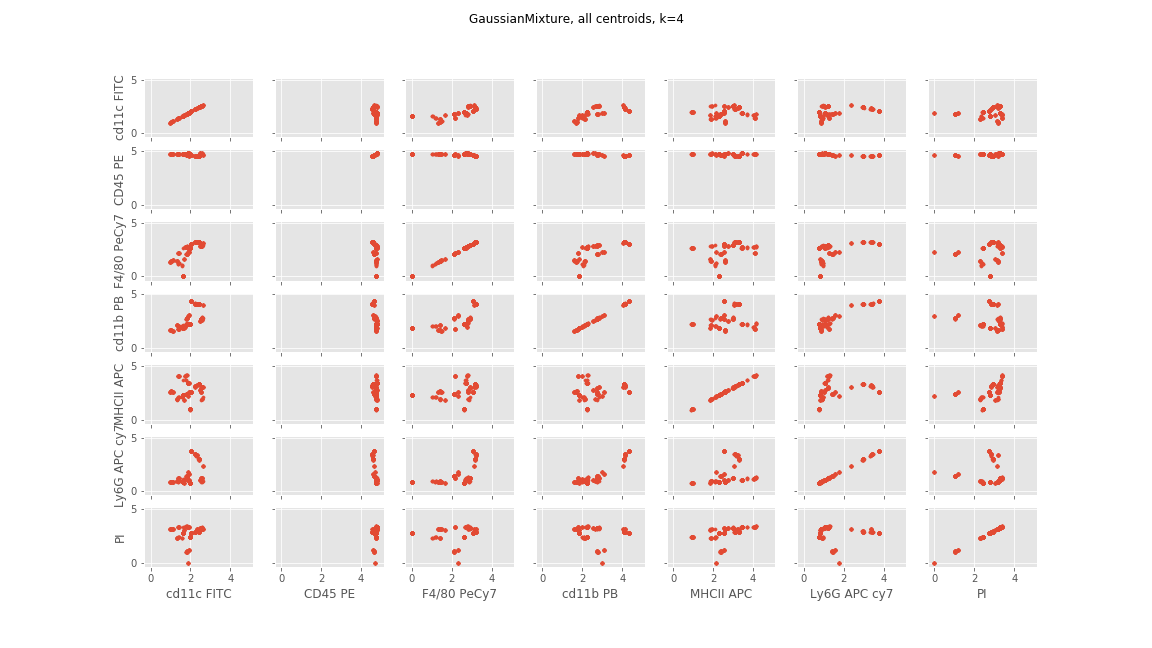 GaussianMixture, all centroids, k=4
cd11c FITC
5
0
CD45 PE
5
0
F4/80 PeCy7
5
0
cd11b PB
5
0
MHCII APC
5
0
Ly6G APC cy7
5
0
PI
5
0
0 2 4 0 2 4 0 2 4 0 2 4 0 2 4 0 2 4 0 2 4
cd11c FITC CD45 PE F4/80 PeCy7 cd11b PB MHCII APC Ly6G APC cy7 PI